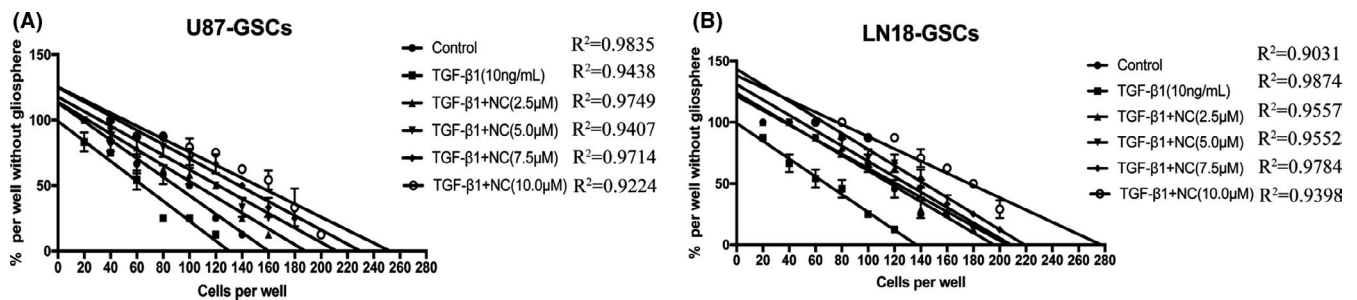 (A)
U87-GSCs
% per well without gliosphere
150
100
50
0
0 20 40 60 80 100 120 140 160 180 200 220 240 260 280
Cells per well
Control R²=0.9835
TGF-β1(10ng/mL) R²=0.9438
TGF-β1+NC(2.5μM) R²=0.9749
TGF-β1+NC(5.0μM) R²=0.9407
TGF-β1+NC(7.5μM) R²=0.9714
TGF-β1+NC(10.0μM) R²=0.9224
(B)
LN18-GSCs
% per well without gliosphere
150
100
50
0
0 20 40 60 80 100 120 140 160 180 200 220 240 260 280
Cells per well
Control R²=0.9031
TGF-β1(10ng/mL) R²=0.9874
TGF-β1+NC(2.5μM) R²=0.9557
TGF-β1+NC(5.0μM) R²=0.9552
TGF-β1+NC(7.5μM) R²=0.9784
TGF-β1+NC(10.0μM) R²=0.9398